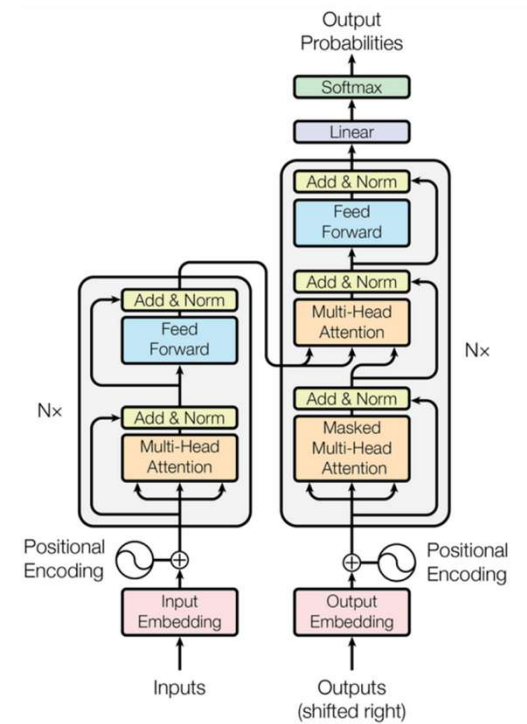 Output
Probabilities
Softmax
Linear
Add & Norm
Feed
Forward
Add & Norm
Multi-Head
Attention
Add & Norm
Masked
Multi-Head
Attention
N×
Add & Norm
Feed
Forward
Add & Norm
Multi-Head
Attention
N×
Positional
Encoding
Positional
Encoding
Input
Embedding
Output
Embedding
Inputs
Outputs
(shifted right)